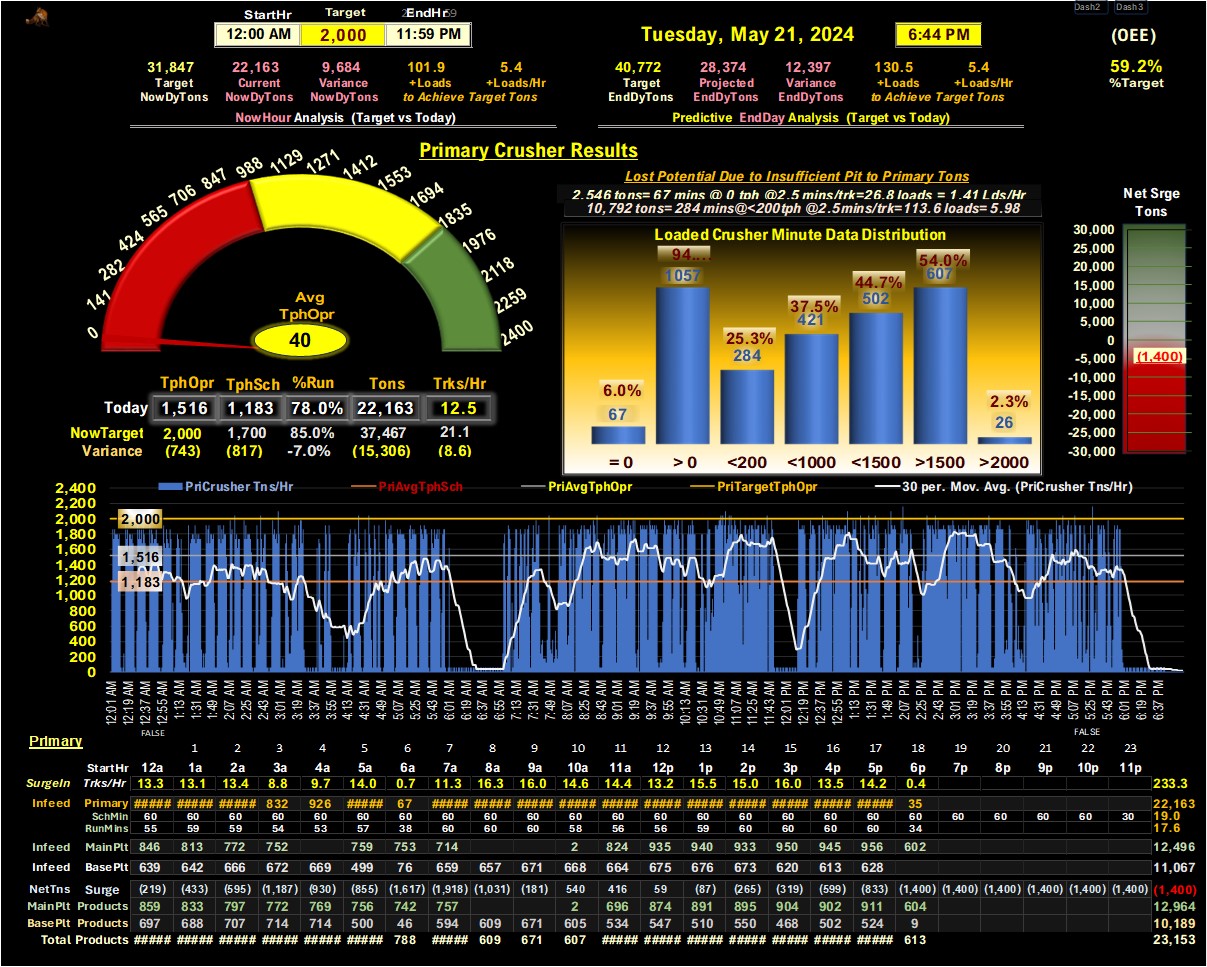 Dash2 Dash3
StartHr Target EndHr
12:00 AM 2,000 11:59 PM
Tuesday, May 21, 2024 6:44 PM (OEE)
31,847 22,163 9,684 101.9 5.4 40,772 28,374 12,397 130.5 5.4 59.2%
Target Current Variance +Loads +Loads/Hr Target Projected Variance +Loads +Loads/Hr %Target
NowDyTons NowDyTons NowDyTons to Achieve Target Tons EndDyTons EndDyTons EndDyTons to Achieve Target Tons
NowHour Analysis (Target vs Today) Predictive EndDay Analysis (Target vs Today)
Primary Crusher Results
Lost Potential Due to Insufficient Pit to Primary Tons
2,546 tons= 67 mins @ 0 tph @2.5 mins/trk=26.8 loads = 1.41 Lds/Hr
10,792 tons= 284 mins@<200tph @2.5mins/trk=113.6 loads= 5.98
0 141 282 424 565 706 847 988 1129 1271 1412 1553 1694 1835 1976 2118 2259 2400
Avg
TphOpr
40
Loaded Crusher Minute Data Distribution
6.0% 94.... 25.3% 37.5% 44.7% 54.0% 2.3%
67 1057 284 421 502 607 26
= 0 > 0 <200 <1000 <1500 >1500 >2000
Net Srge
Tons
30,000
25,000
20,000
15,000
10,000
5,000
0
-5,000
(1,400)
-10,000
-15,000
-20,000
-25,000
-30,000
TphOpr TphSch %Run Tons Trks/Hr
Today 1,516 1,183 78.0% 22,163 12.5
NowTarget 2,000 1,700 85.0% 37,467 21.1
Variance (743) (817) -7.0% (15,306) (8.6)
PriCrusher Tns/Hr PriAvgTphSch PriAvgTphOpr PriTargetTphOpr 30 per. Mov. Avg. (PriCrusher Tns/Hr)
2,400
2,200
2,000
1,800
1,600
1,400
1,200
1,000
800
600
400
200
0
2,000
1,516
1,183
12:01 AM 12:19 AM 12:37 AM 12:55 AM 1:13 AM 1:31 AM 1:49 AM 2:07 AM 2:25 AM 2:43 AM 3:01 AM 3:19 AM 3:37 AM 3:55 AM 4:13 AM 4:31 AM 4:49 AM 5:07 AM 5:25 AM 5:43 AM 6:01 AM 6:19 AM 6:37 AM 6:55 AM 7:13 AM 7:31 AM 7:49 AM 8:07 AM 8:25 AM 8:43 AM 9:01 AM 9:19 AM 9:37 AM 9:55 AM 10:13 AM 10:31 AM 10:49 AM 11:07 AM 11:25 AM 11:43 AM 12:01 PM 12:19 PM 12:37 PM 12:55 PM 1:13 PM 1:31 PM 1:49 PM 2:07 PM 2:25 PM 2:43 PM 3:01 PM 3:19 PM 3:37 PM 3:55 PM 4:13 PM 4:31 PM 4:49 PM 5:07 PM 5:25 PM 5:43 PM 6:01 PM 6:19 PM 6:37 PM
FALSE FALSE
Primary 1 2 3 4 5 6 7 8 9 10 11 12 13 14 15 16 17 18 19 20 21 22 23
StartHr 12a 1a 2a 3a 4a 5a 6a 7a 8a 9a 10a 11a 12p 1p 2p 3p 4p 5p 6p 7p 8p 9p 10p 11p
SurgeIn Trks/Hr 13.3 13.1 13.4 8.8 9.7 14.0 0.7 11.3 16.3 16.0 14.6 14.4 13.2 15.5 15.0 16.0 13.5 14.2 0.4 233.3
Infeed Primary ##### ##### ##### 832 926 ##### 67 ##### ##### ##### ##### ##### ##### ##### ##### ##### ##### ##### 35 22,163
SchMin 60 60 60 60 60 60 60 60 60 60 60 60 60 60 60 60 60 60 60 60 60 60 60 30 19.0
RunMins 55 59 59 54 53 57 38 60 60 60 58 56 56 59 60 60 60 60 34 17.6
Infeed MainPlt 846 813 772 752 759 753 714 2 824 935 940 933 950 945 956 602 12,496
Infeed BasePlt 639 642 666 672 669 499 76 659 657 671 668 664 675 676 673 620 613 628 11,067
NetTns Surge (219) (433) (595) (1,187) (930) (855) (1,617) (1,918) (1,031) (181) 540 416 59 (87) (265) (319) (599) (833) (1,400) (1,400) (1,400) (1,400) (1,400) (1,400) (1,400)
MainPlt Products 859 833 797 772 769 756 742 757 2 696 874 891 895 904 902 911 604 12,964
BasePlt Products 697 688 707 714 714 500 46 594 609 671 605 534 547 510 550 468 502 524 9 10,189
Total Products ##### ##### ##### ##### ##### ##### 788 ##### 609 671 607 ##### ##### ##### ##### ##### ##### ##### 613 23,153